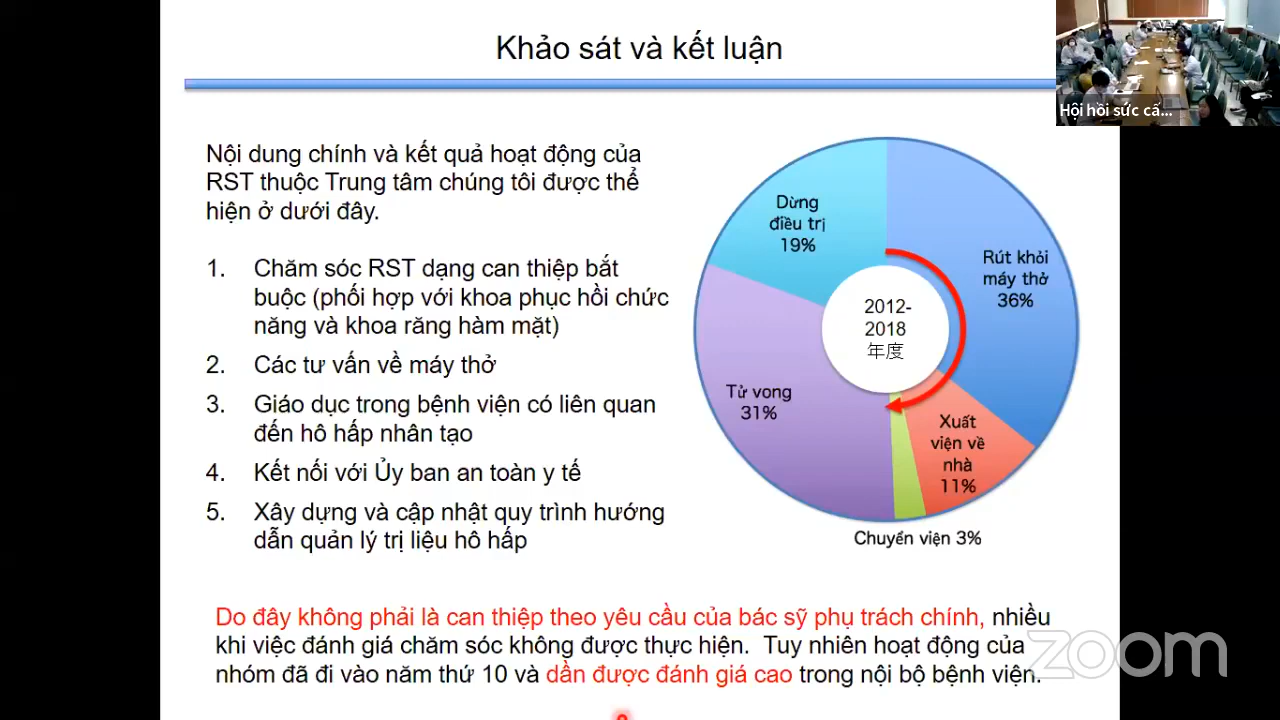 Khảo sát và kết luận
Hội hồi sức cấ...
Nội dung chính và kết quả hoạt động của
RST thuộc Trung tâm chúng tôi được thể
hiện ở dưới đây.
1. Chăm sóc RST dạng can thiệp bắt
buộc (phối hợp với khoa phục hồi chức
năng và khoa răng hàm mặt)
2. Các tư vấn về máy thở
3. Giáo dục trong bệnh viện có liên quan
đến hô hấp nhân tạo
4. Kết nối với Ủy ban an toàn y tế
5. Xây dựng và cập nhật quy trình hướng
dẫn quản lý trị liệu hô hấp
Dừng
điều trị
19%
Rút khỏi
máy thở
36%
2012-
2018
年度
Tử vong
31%
Xuất
viện về
nhà
11%
Chuyển viện 3%
Do đây không phải là can thiệp theo yêu cầu của bác sỹ phụ trách chính, nhiều
khi việc đánh giá chăm sóc không được thực hiện. Tuy nhiên hoạt động của
nhóm đã đi vào năm thứ 10 và dần được đánh giá cao trong nội bộ bệnh viện.
zoom